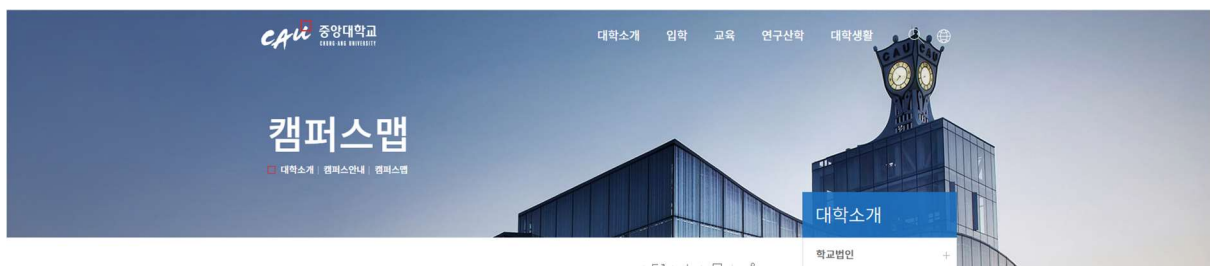 CAU 중앙대학교
CHUNG-ANG UNIVERSITY
대학소개 입학 교육 연구산학 대학생활
CAU CAU
캠퍼스맵
대학소개 | 캠퍼스안내 | 캠퍼스맵
대학소개
학교법인 +